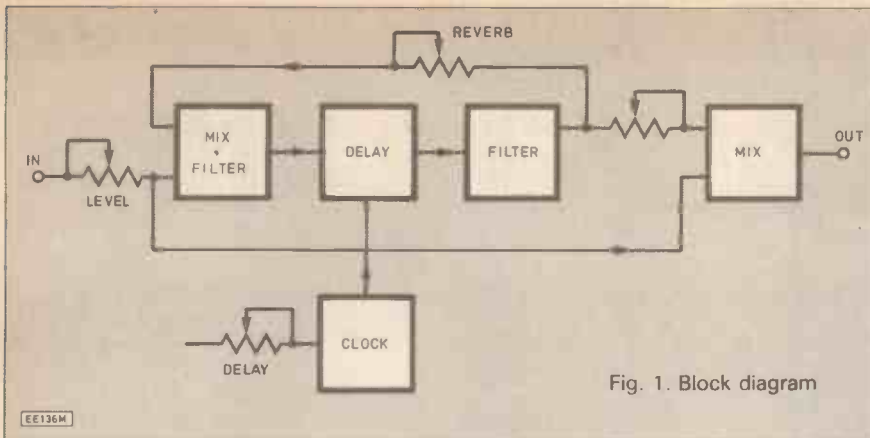 REVERB
MIX
+
FILTER
DELAY
FILTER
MIX
IN
OUT
LEVEL
CLOCK
DELAY
Fig. 1. Block diagram
EE136M